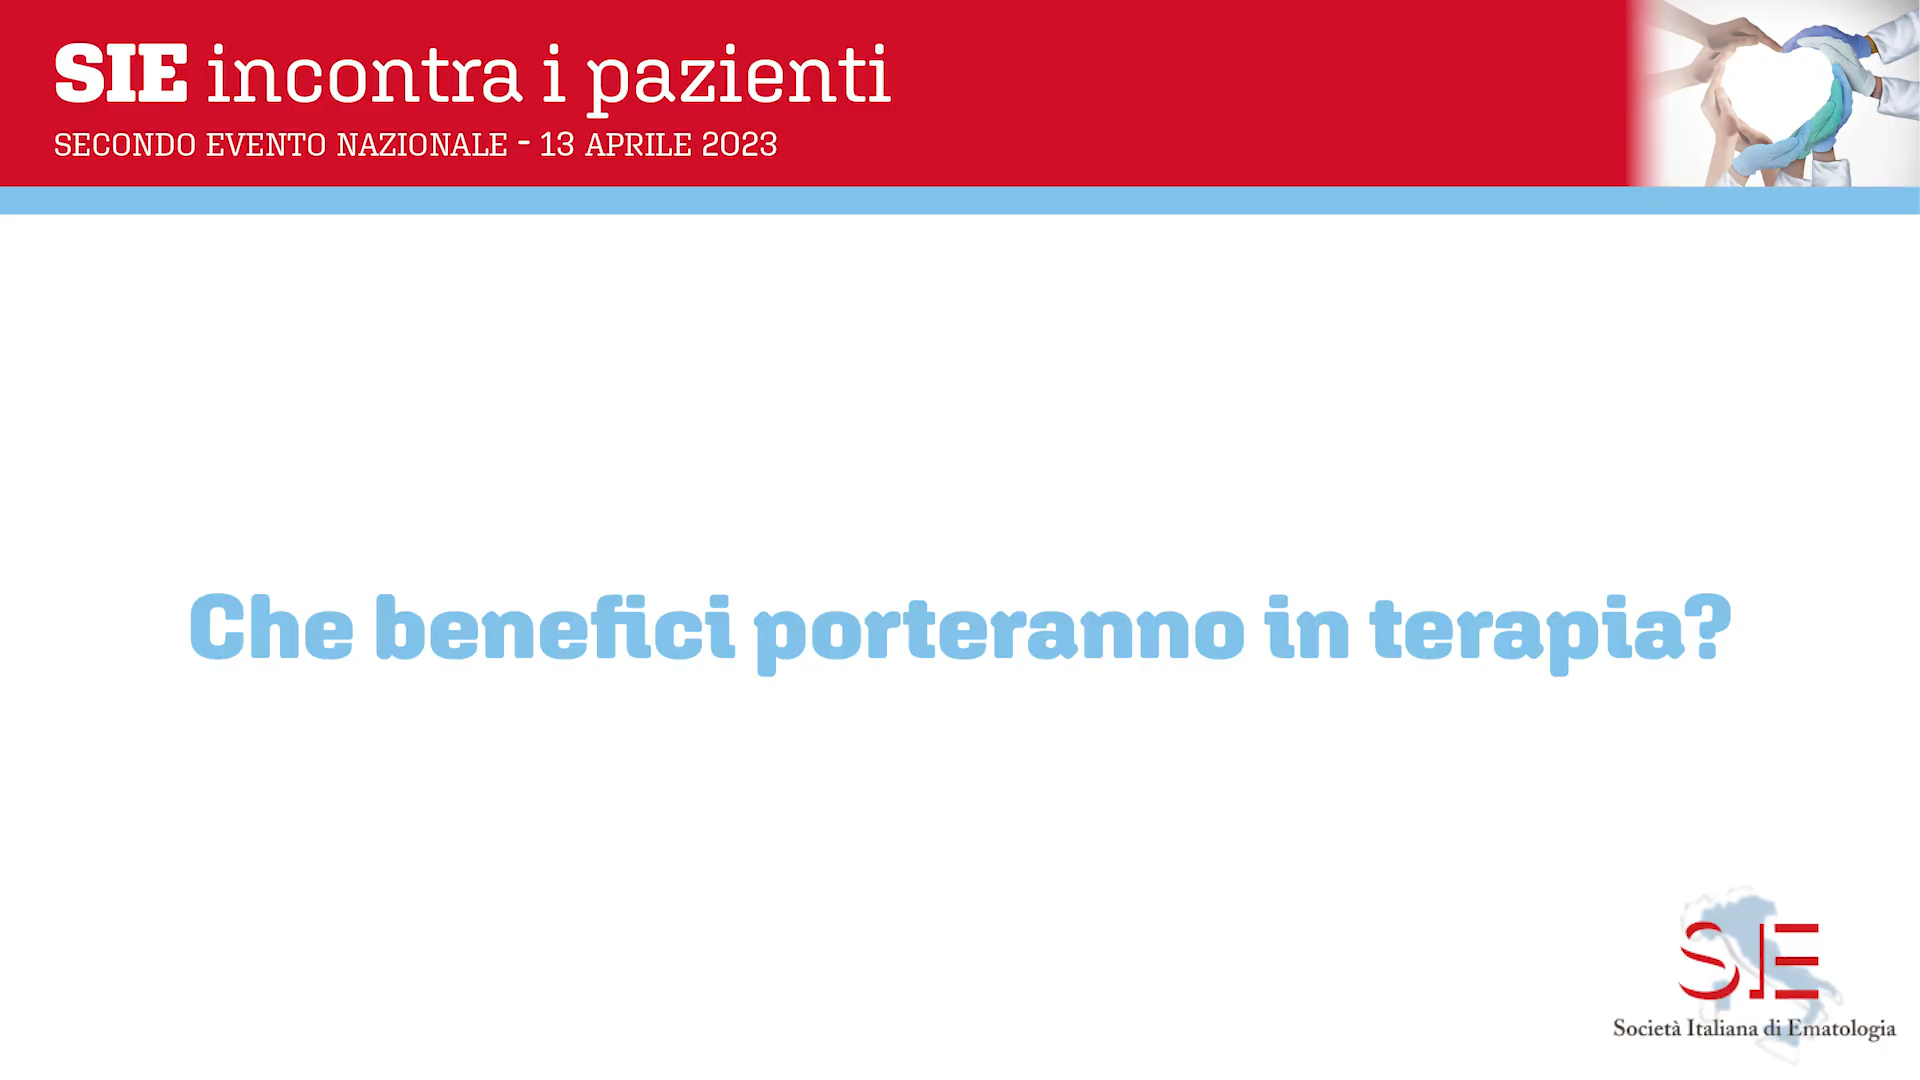 SIE incontra i pazienti
SECONDO EVENTO NAZIONALE - 13 APRILE 2023
Che benefici porteranno in terapia?
SIE
Società Italiana di Ematologia